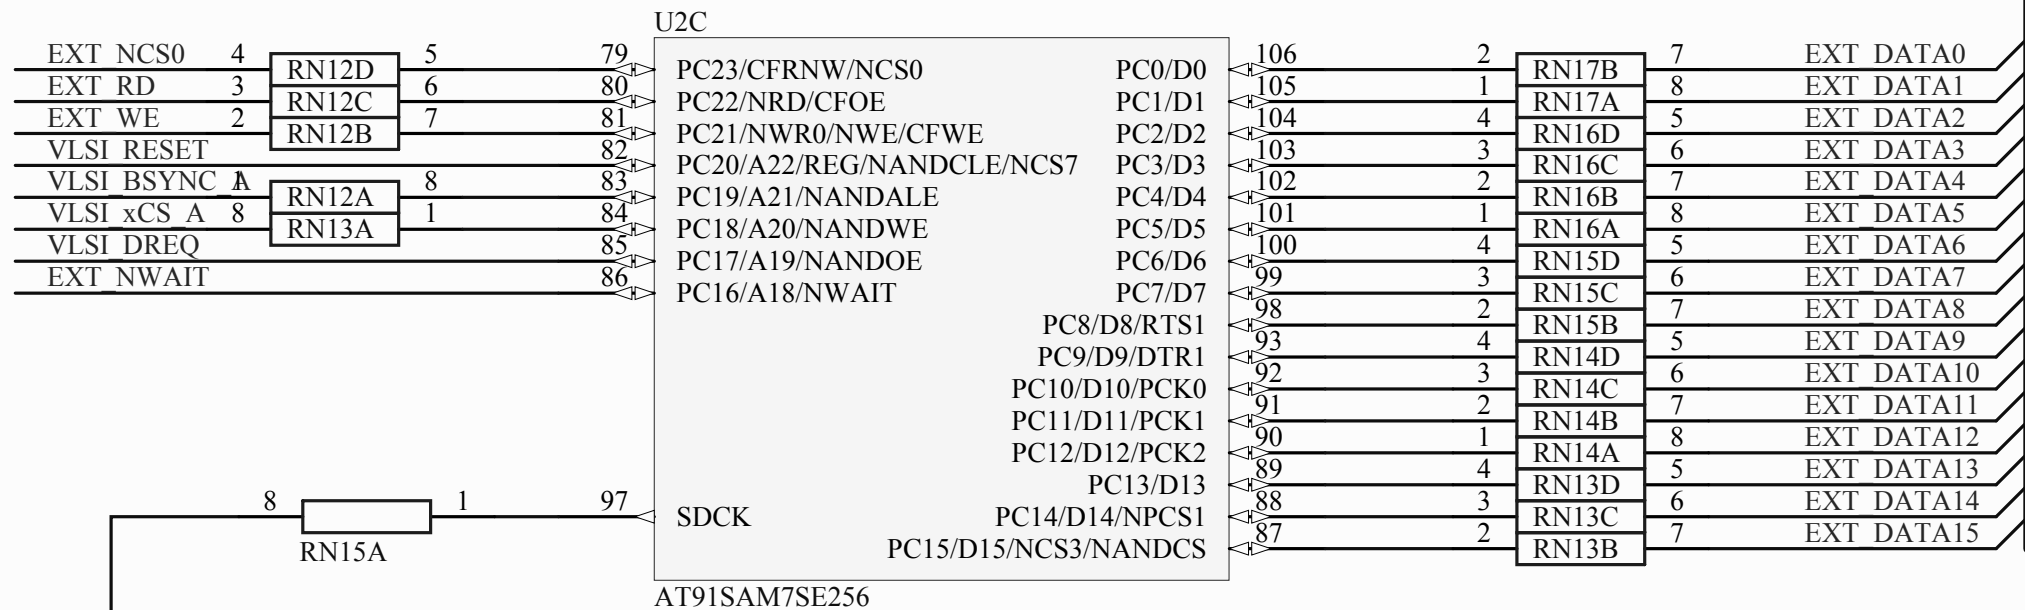 U2C
EXT_NCS0 4 RN12D 5 79 PC23/CFRNW/NCS0 PC0/D0 106 2 RN17B 7 EXT_DATA0
EXT_RD 3 RN12C 6 80 PC22/NRD/CFOE PC1/D1 105 1 RN17A 8 EXT_DATA1
EXT_WE 2 RN12B 7 81 PC21/NWR0/NWE/CFWE PC2/D2 104 4 RN16D 5 EXT_DATA2
VLSI_RESET 82 PC20/A22/REG/NANDCLE/NCS7 PC3/D3 103 3 RN16C 6 EXT_DATA3
VLSI_BSYNC_A 1 RN12A 8 83 PC19/A21/NANDALE PC4/D4 102 2 RN16B 7 EXT_DATA4
VLSI_xCS_A 8 RN13A 1 84 PC18/A20/NANDWE PC5/D5 101 1 RN16A 8 EXT_DATA5
VLSI_DREQ 85 PC17/A19/NANDOE PC6/D6 100 4 RN15D 5 EXT_DATA6
EXT_NWAIT 86 PC16/A18/NWAIT PC7/D7 99 3 RN15C 6 EXT_DATA7
PC8/D8/RTS1 98 2 RN15B 7 EXT_DATA8
PC9/D9/DTR1 93 4 RN14D 5 EXT_DATA9
PC10/D10/PCK0 92 3 RN14C 6 EXT_DATA10
PC11/D11/PCK1 91 2 RN14B 7 EXT_DATA11
PC12/D12/PCK2 90 1 RN14A 8 EXT_DATA12
PC13/D13 89 4 RN13D 5 EXT_DATA13
8 1 97 SDCK PC14/D14/NPCS1 88 3 RN13C 6 EXT_DATA14
RN15A PC15/D15/NCS3/NANDCS 87 2 RN13B 7 EXT_DATA15
AT91SAM7SE256